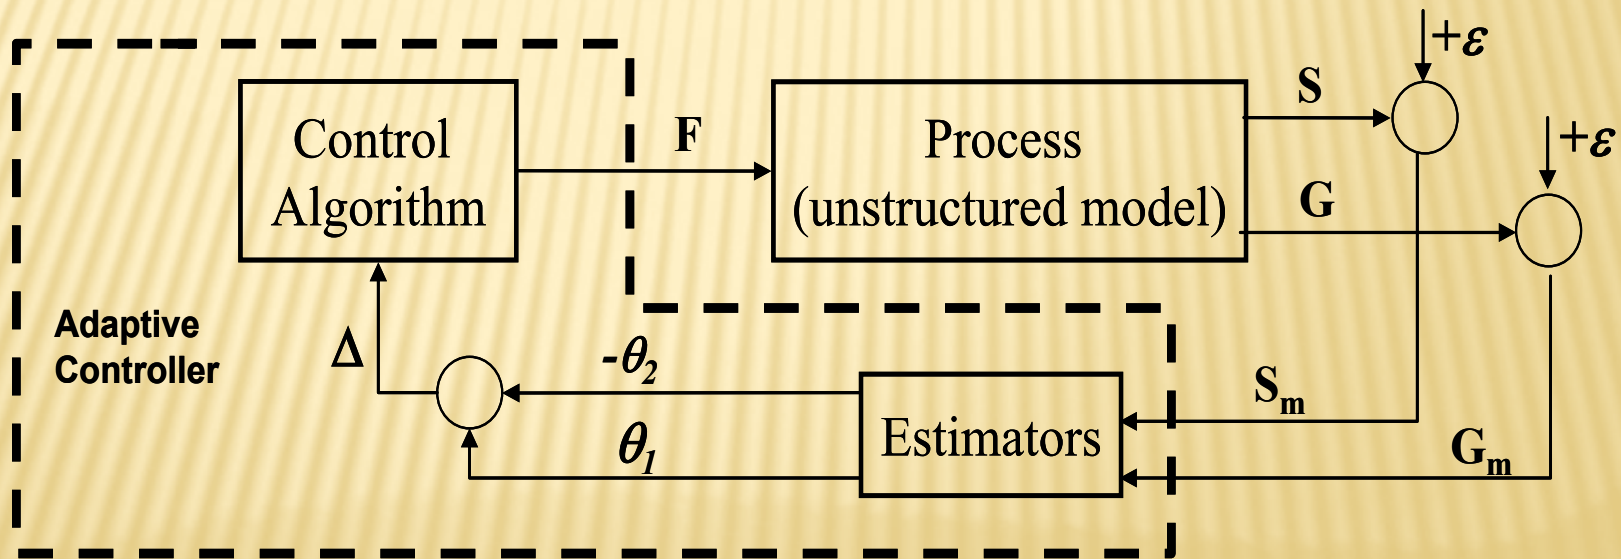 +ε
S
Control
Algorithm
F
Process
(unstructured model)
+ε
G
Adaptive
Controller
Δ
-θ₂
Sₘ
Estimators
θ₁
Gₘ